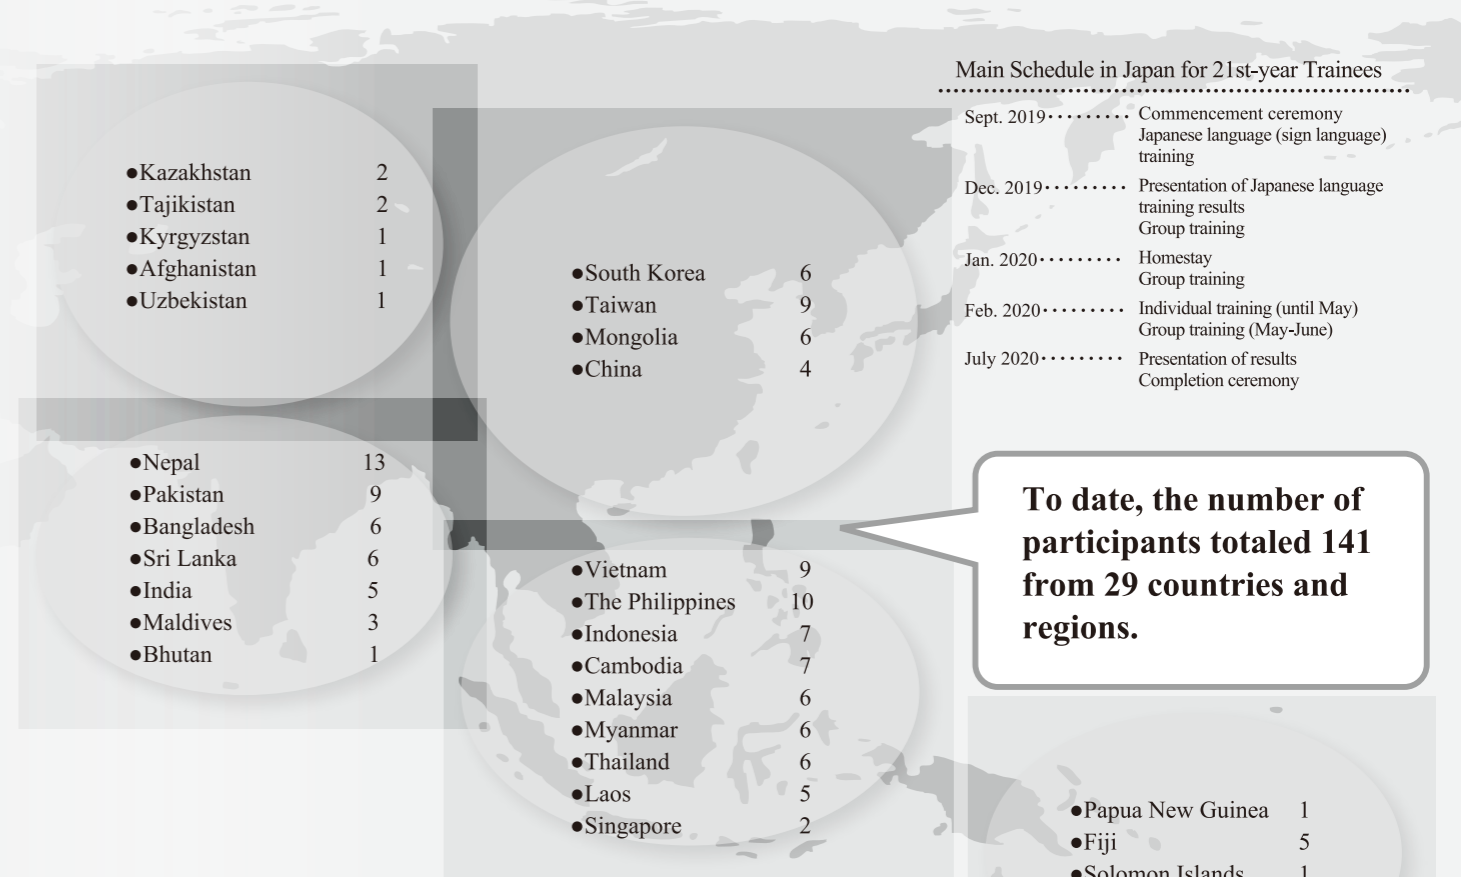 Main Schedule in Japan for 21st-year Trainees
Sept. 2019 ········· Commencement ceremony
Japanese language (sign language)
training
Dec. 2019 ········· Presentation of Japanese language
training results
Group training
Jan. 2020 ········· Homestay
Group training
Feb. 2020 ········· Individual training (until May)
Group training (May-June)
July 2020 ········· Presentation of results
Completion ceremony
●Kazakhstan 2
●Tajikistan 2
●Kyrgyzstan 1
●Afghanistan 1
●Uzbekistan 1
●South Korea 6
●Taiwan 9
●Mongolia 6
●China 4
●Nepal 13
●Pakistan 9
●Bangladesh 6
●Sri Lanka 6
●India 5
●Maldives 3
●Bhutan 1
●Vietnam 9
●The Philippines 10
●Indonesia 7
●Cambodia 7
●Malaysia 6
●Myanmar 6
●Thailand 6
●Laos 5
●Singapore 2
To date, the number of
participants totaled 141
from 29 countries and
regions.
●Papua New Guinea 1
●Fiji 5
●Solomon Islands 1